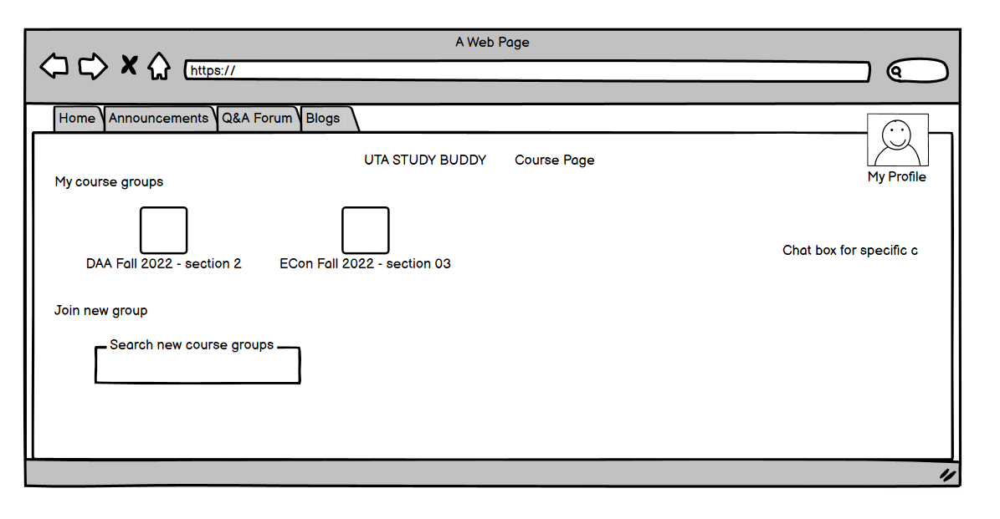 A Web Page
https://
Home Announcements Q&A Forum Blogs
UTA STUDY BUDDY Course Page
My Profile
My course groups
Chat box for specific c
DAA Fall 2022 - section 2 ECon Fall 2022 - section 03
Join new group
Search new course groups